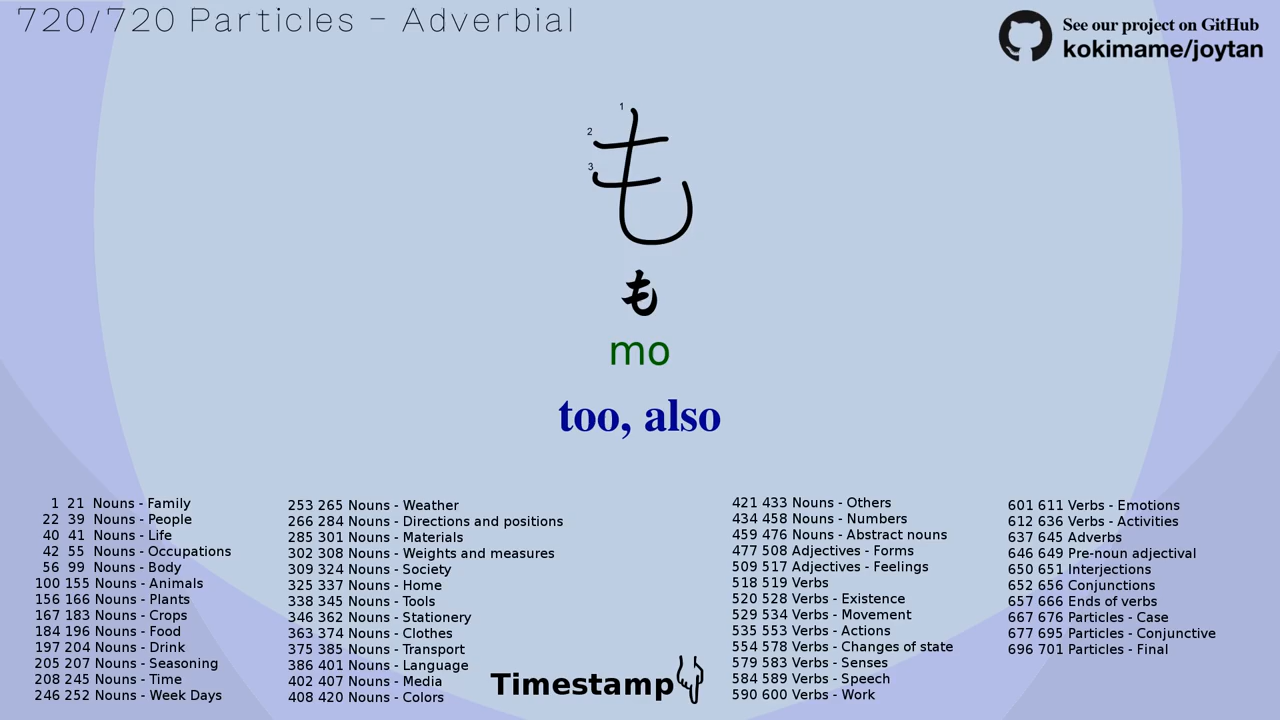 720/720 Particles - Adverbial
See our project on GitHub
kokimame/joytan
1
2
3
も
も
mo
too, also
1 21 Nouns - Family
22 39 Nouns - People
40 41 Nouns - Life
42 55 Nouns - Occupations
56 99 Nouns - Body
100 155 Nouns - Animals
156 166 Nouns - Plants
167 183 Nouns - Crops
184 196 Nouns - Food
197 204 Nouns - Drink
205 207 Nouns - Seasoning
208 245 Nouns - Time
246 252 Nouns - Week Days
253 265 Nouns - Weather
266 284 Nouns - Directions and positions
285 301 Nouns - Materials
302 308 Nouns - Weights and measures
309 324 Nouns - Society
325 337 Nouns - Home
338 345 Nouns - Tools
346 362 Nouns - Stationery
363 374 Nouns - Clothes
375 385 Nouns - Transport
386 401 Nouns - Language
402 407 Nouns - Media
408 420 Nouns - Colors
421 433 Nouns - Others
434 458 Nouns - Numbers
459 476 Nouns - Abstract nouns
477 508 Adjectives - Forms
509 517 Adjectives - Feelings
518 519 Verbs
520 528 Verbs - Existence
529 534 Verbs - Movement
535 553 Verbs - Actions
554 578 Verbs - Changes of state
579 583 Verbs - Senses
584 589 Verbs - Speech
590 600 Verbs - Work
601 611 Verbs - Emotions
612 636 Verbs - Activities
637 645 Adverbs
646 649 Pre-noun adjectival
650 651 Interjections
652 656 Conjunctions
657 666 Ends of verbs
667 676 Particles - Case
677 695 Particles - Conjunctive
696 701 Particles - Final
Timestamp